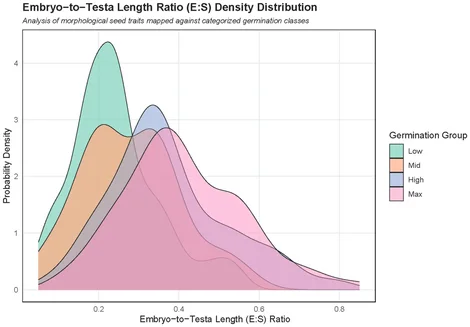 Embryo−to−Testa Length Ratio (E:S) Density Distribution
Analysis of morphological seed traits mapped against categorized germination classes
Probability Density
4
3
2
1
0
0.2 0.4 0.6 0.8
Embryo−to−Testa Length (E:S) Ratio
Germination Group
Low
Mid
High
Max